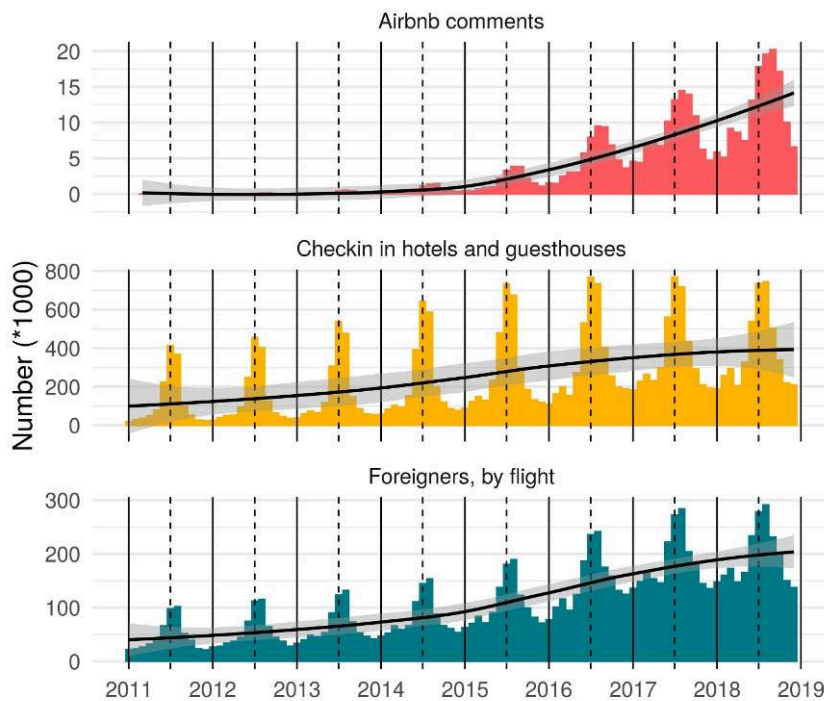 Airbnb comments
20
15
10
5
0
Checkin in hotels and guesthouses
800
600
400
200
0
Number (*1000)
Foreigners, by flight
300
200
100
0
2011 2012 2013 2014 2015 2016 2017 2018 2019